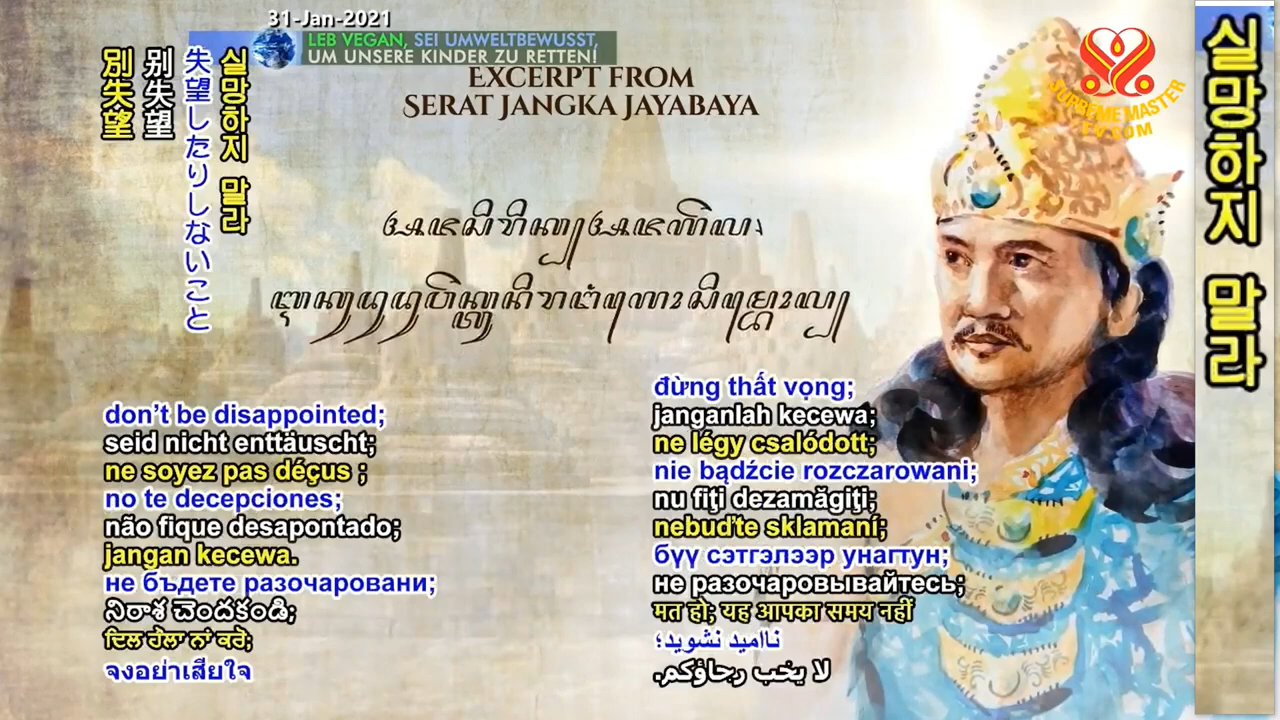 31-Jan-2021
LEB VEGAN, SEI UMWELTBEWUSST,
UM UNSERE KINDER ZU RETTEN!
EXCERPT FROM
SERAT JANGKA JAYABAYA
SUPREME MASTER
TV.COM
실망하지 말라
실망하지 말라
失望したりしないこと
别失望
別失望
don't be disappointed;
seid nicht enttäuscht;
ne soyez pas déçus ;
no te decepciones;
não fique desapontado;
jangan kecewa.
не бъдете разочаровани;
నిరాశ చెందకండి;
ਦਿਲ ਹੌਲਾ ਨਾਂ ਕਰੋ;
จงอย่าเสียใจ
đừng thất vọng;
janganlah kecewa;
ne légy csalódott;
nie bądźcie rozczarowani;
nu fiţi dezamăgiţi;
nebuďte sklamaní;
бүү сэтгэлээр унагтун;
не разочаровывайтесь;
मत हो; यह आपका समय नहीं
ناامید نشوید؛
لا يخب رجاؤكم.